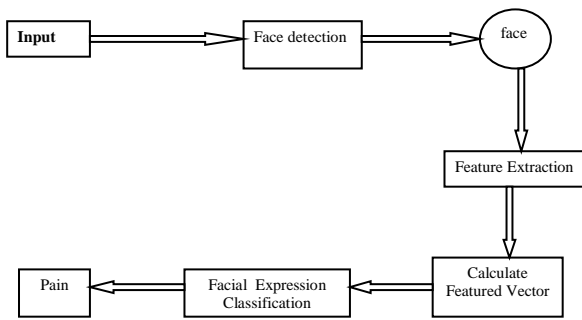 Input
Face detection
face
Feature Extraction
Calculate
Featured Vector
Facial Expression
Classification
Pain